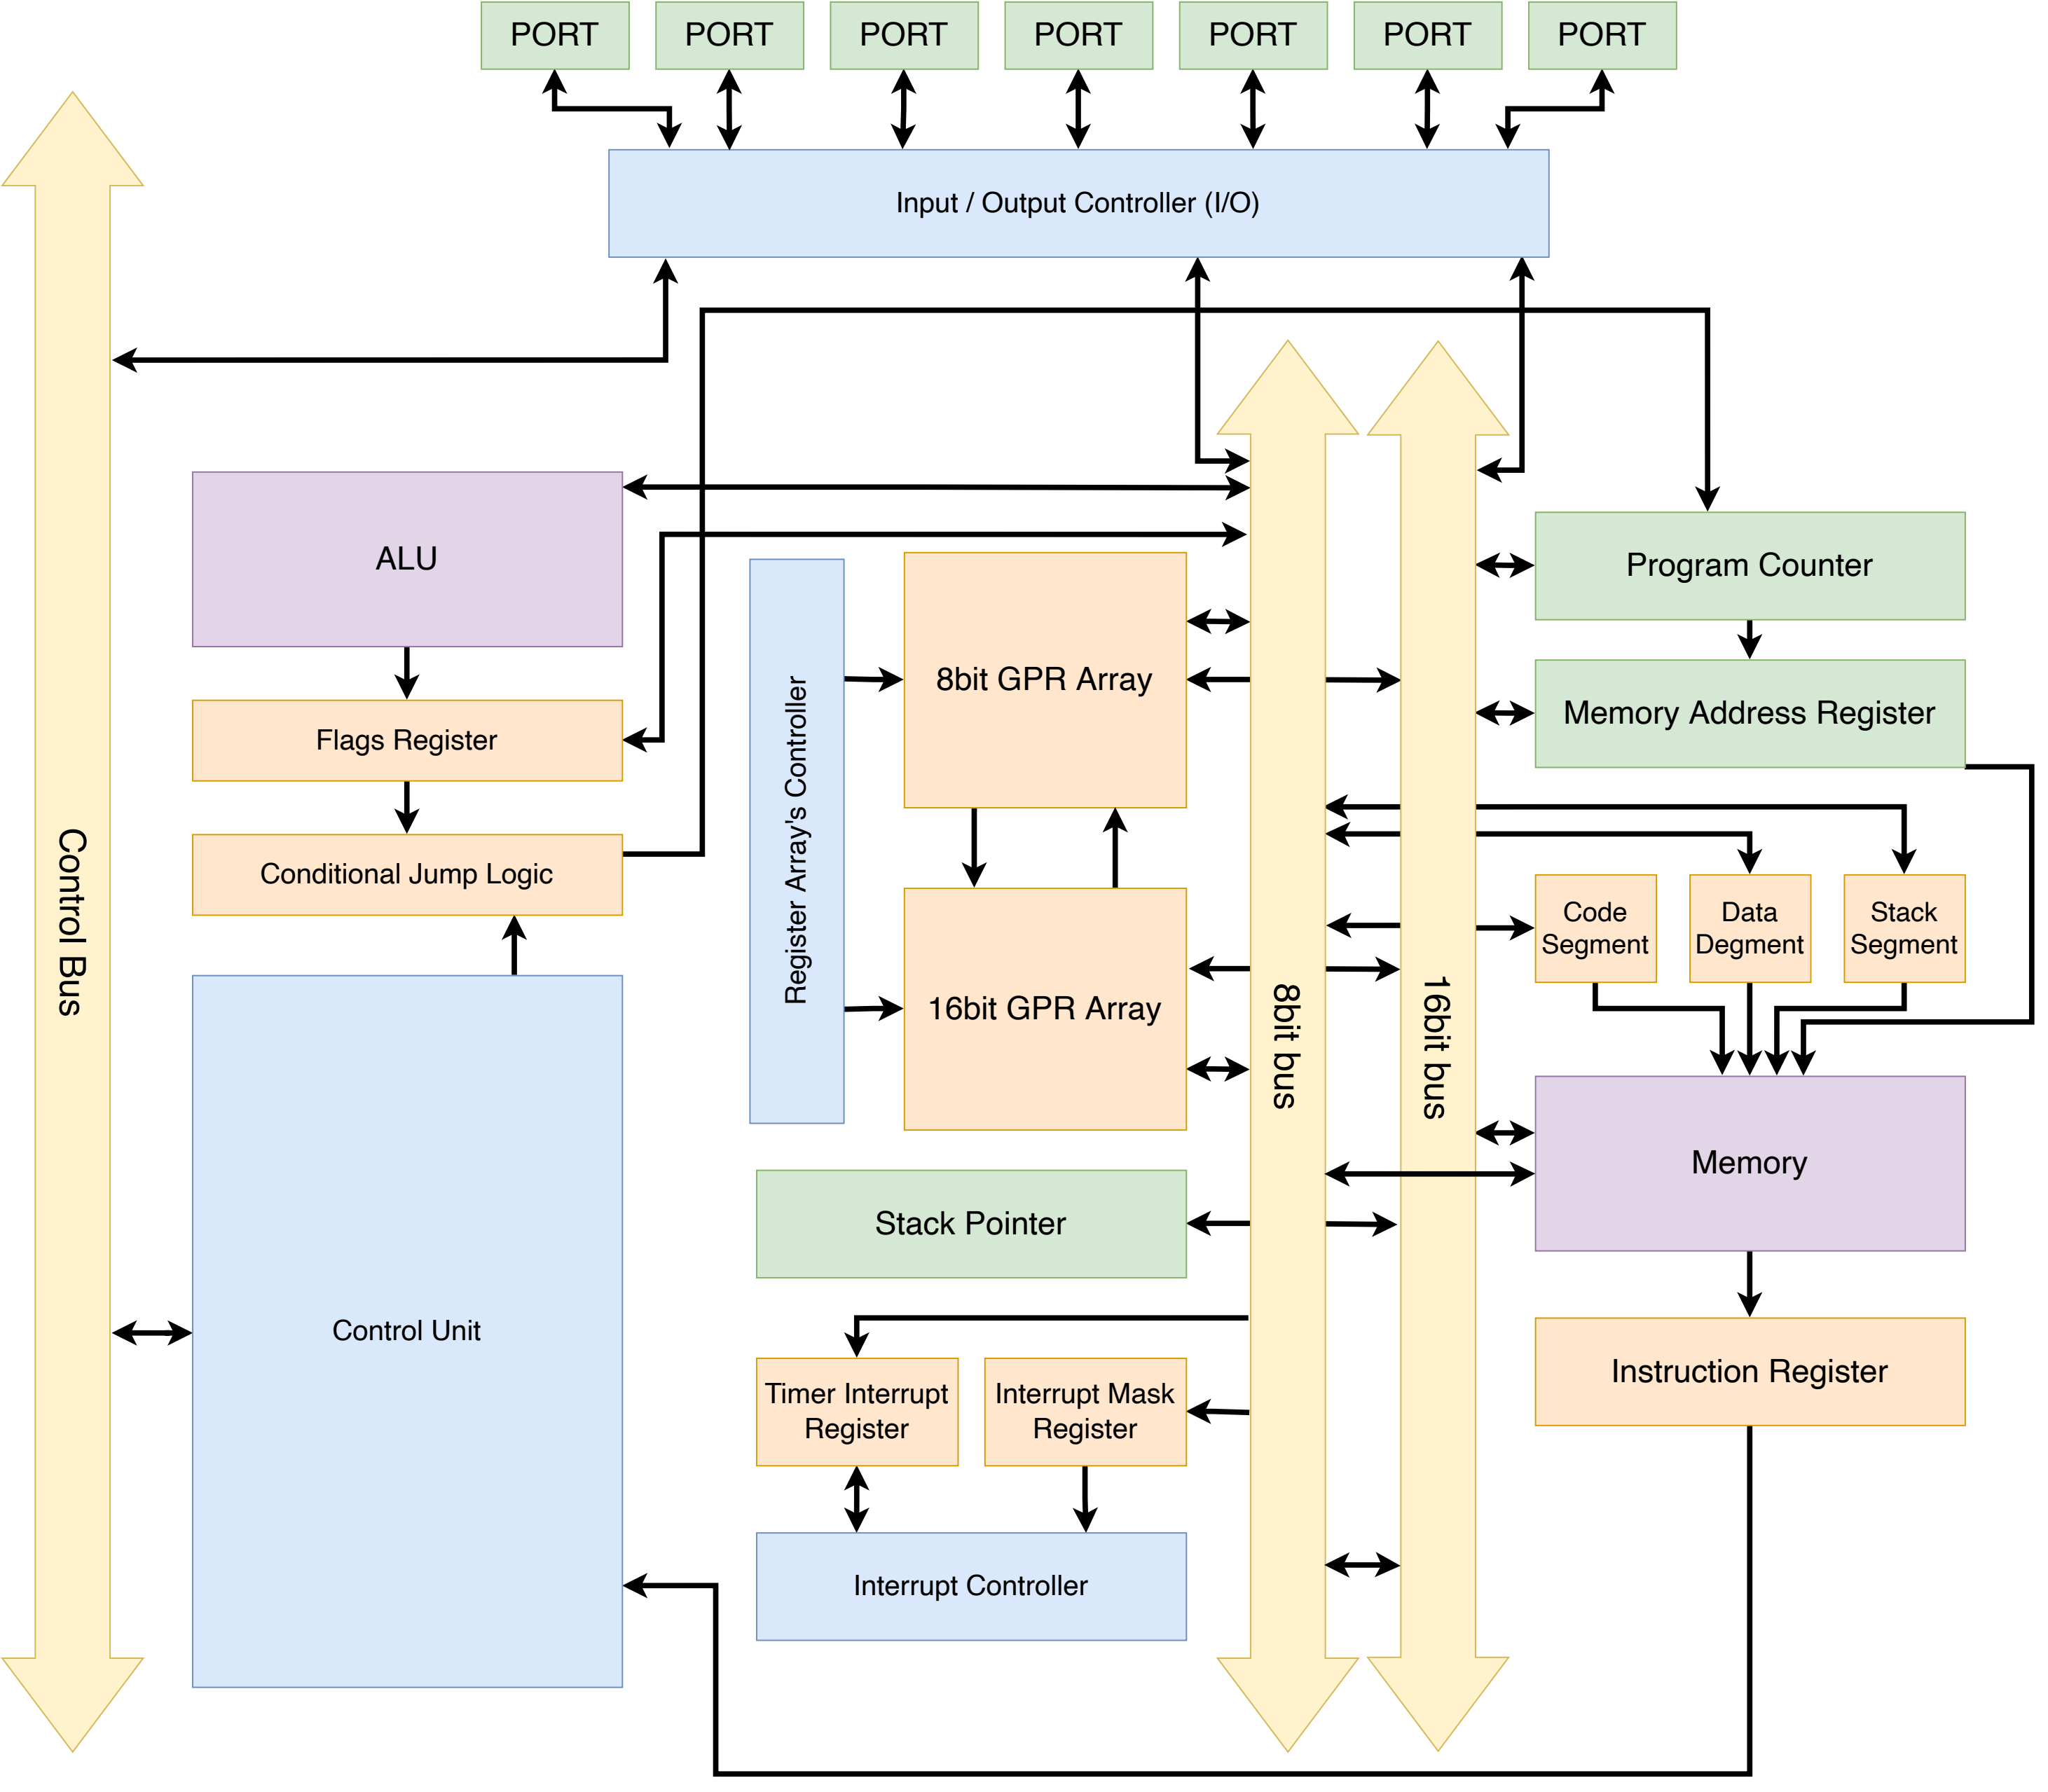 PORT
PORT
PORT
PORT
PORT
PORT
PORT
Input / Output Controller (I/O)
ALU
Program Counter
8bit GPR Array
Memory Address Register
Flags Register
Register Array's Controller
Conditional Jump Logic
Control Bus
Code
Segment
Data
Degment
Stack
Segment
16bit GPR Array
8bit bus
16bit bus
Memory
Stack Pointer
Control Unit
Timer Interrupt
Register
Interrupt Mask
Register
Instruction Register
Interrupt Controller